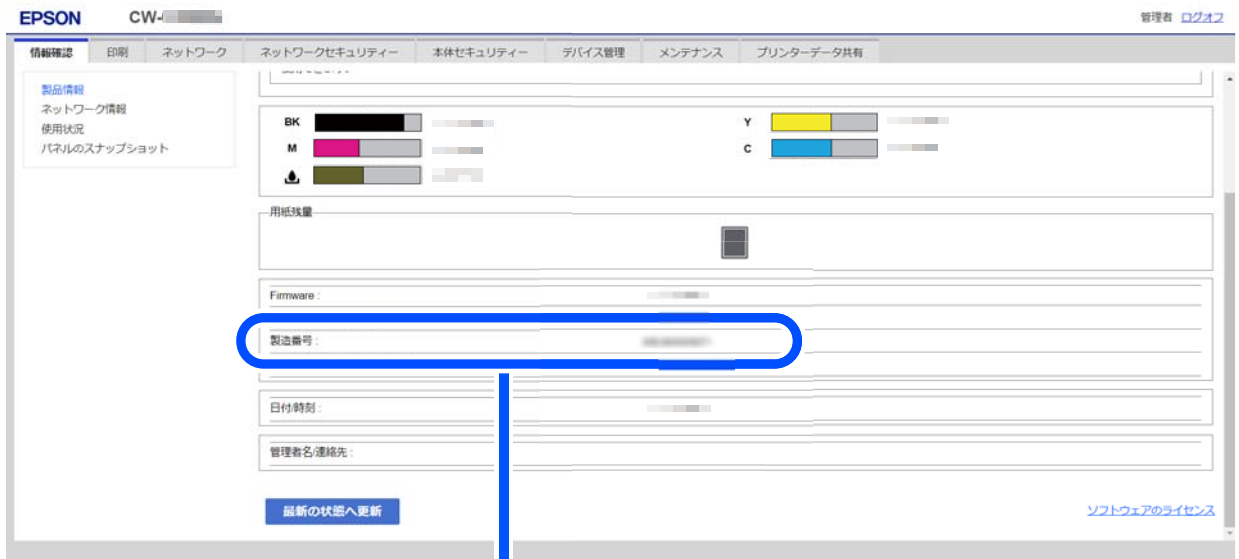 EPSON CW-
管理者 ログオフ
情報確認 印刷 ネットワーク ネットワークセキュリティー 本体セキュリティー デバイス管理 メンテナンス プリンターデータ共有
製品情報
ネットワーク情報
使用状況
パネルのスナップショット
BK Y
M C
用紙残量
Firmware :
製造番号 :
日付/時刻 :
管理者名/連絡先 :
最新の状態へ更新
ソフトウェアのライセンス